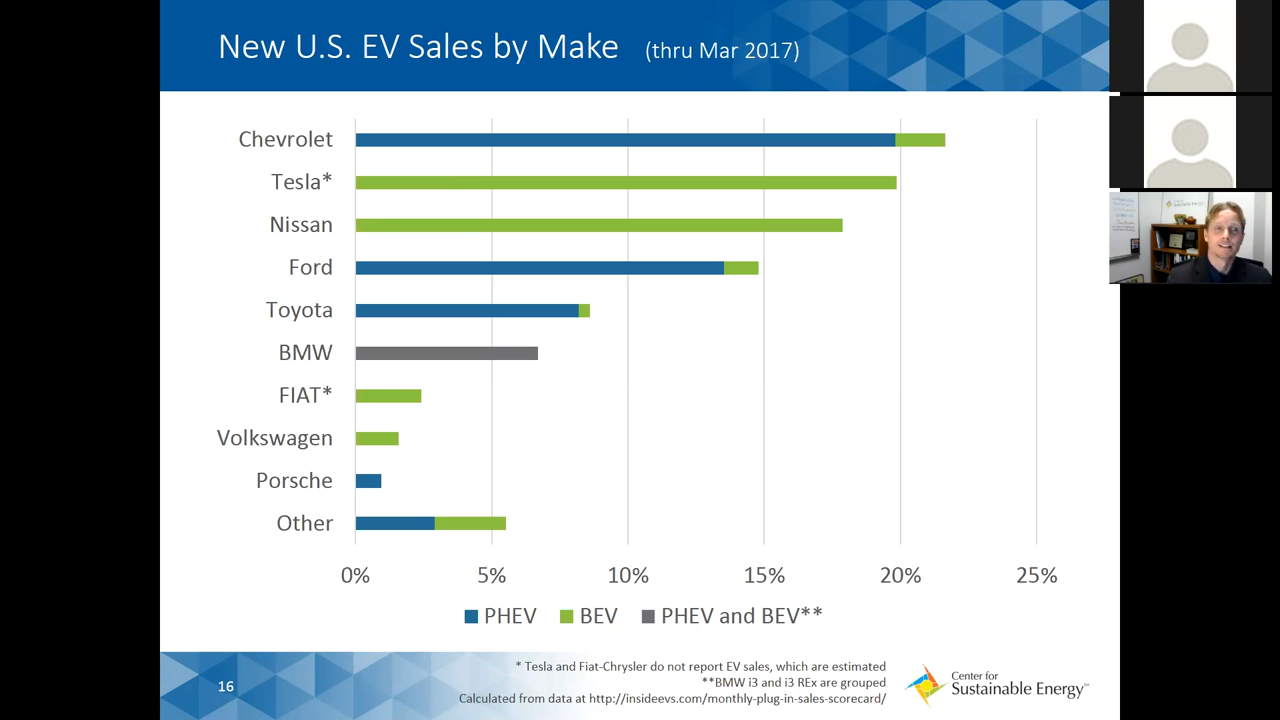 New U.S. EV Sales by Make (thru Mar 2017)
Chevrolet
Tesla*
Nissan
Ford
Toyota
BMW
FIAT*
Volkswagen
Porsche
Other
0% 5% 10% 15% 20% 25%
PHEV BEV PHEV and BEV**
* Tesla and Fiat-Chrysler do not report EV sales, which are estimated
**BMW i3 and i3 REx are grouped
Calculated from data at http://insideevs.com/monthly-plug-in-sales-scorecard/
16
Center for
Sustainable Energy™